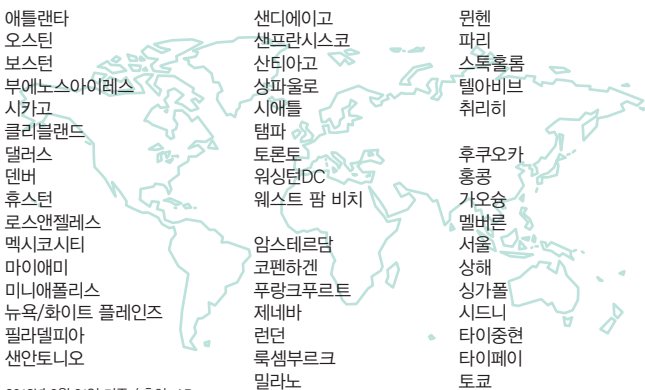 애틀랜타
오스틴
보스턴
부에노스아이레스
시카고
클리블랜드
댈러스
덴버
휴스턴
로스앤젤레스
멕시코시티
마이애미
미니애폴리스
뉴욕/화이트 플레인즈
필라델피아
샌안토니오
샌디에이고
샌프란시스코
산티아고
상파울로
시애틀
탬파
토론토
워싱턴DC
웨스트 팜 비치
암스테르담
코펜하겐
푸랑크푸르트
제네바
런던
룩셈부르크
밀라노
뮌헨
파리
스톡홀름
텔아비브
취리히
후쿠오카
홍콩
가오슝
멜버른
서울
상해
싱가폴
시드니
타이중현
타이페이
토쿄